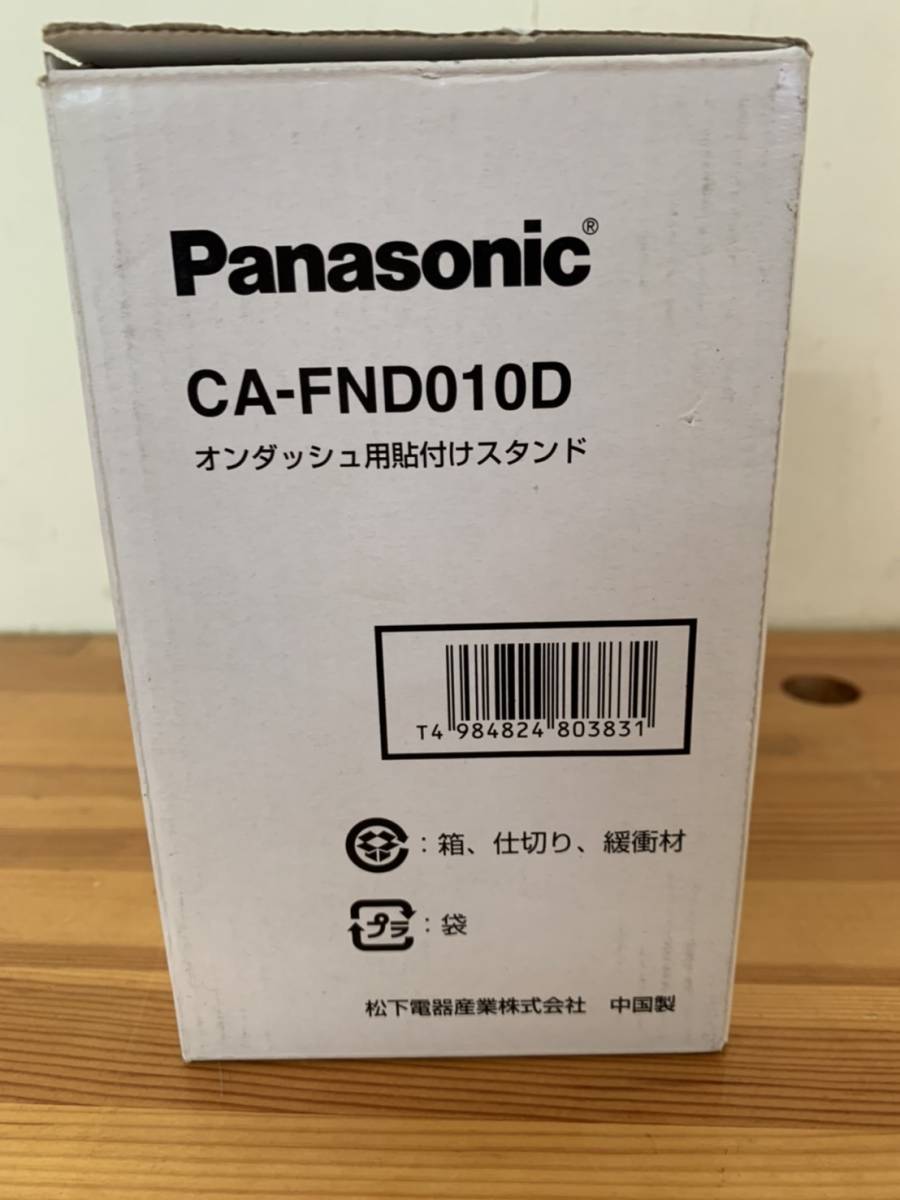 Panasonic®
CA-FND010D
オンダッシュ用貼付けスタンド
T4 984824 803831
：箱、仕切り、緩衝材
プラ：袋
松下電器産業株式会社　中国製